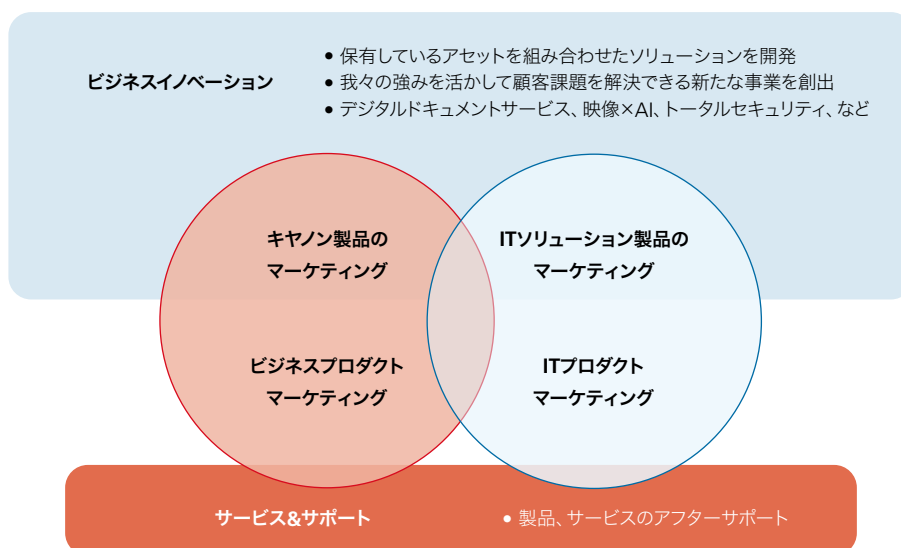 ビジネスイノベーション
● 保有しているアセットを組み合わせたソリューションを開発
● 我々の強みを活かして顧客課題を解決できる新たな事業を創出
● デジタルドキュメントサービス、映像×AI、トータルセキュリティ、など
キヤノン製品の
マーケティング
ITソリューション製品の
マーケティング
ビジネスプロダクト
マーケティング
ITプロダクト
マーケティング
サービス&サポート
● 製品、サービスのアフターサポート